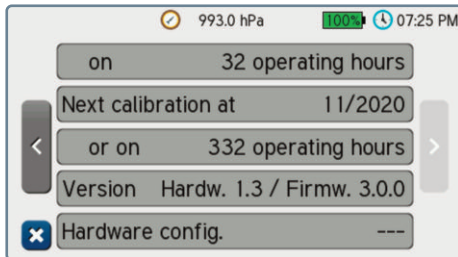 993.0 hPa 100% 07:25 PM
on 32 operating hours
Next calibration at 11/2020
or on 332 operating hours
Version Hardw. 1.3 / Firmw. 3.0.0
Hardware config. ---